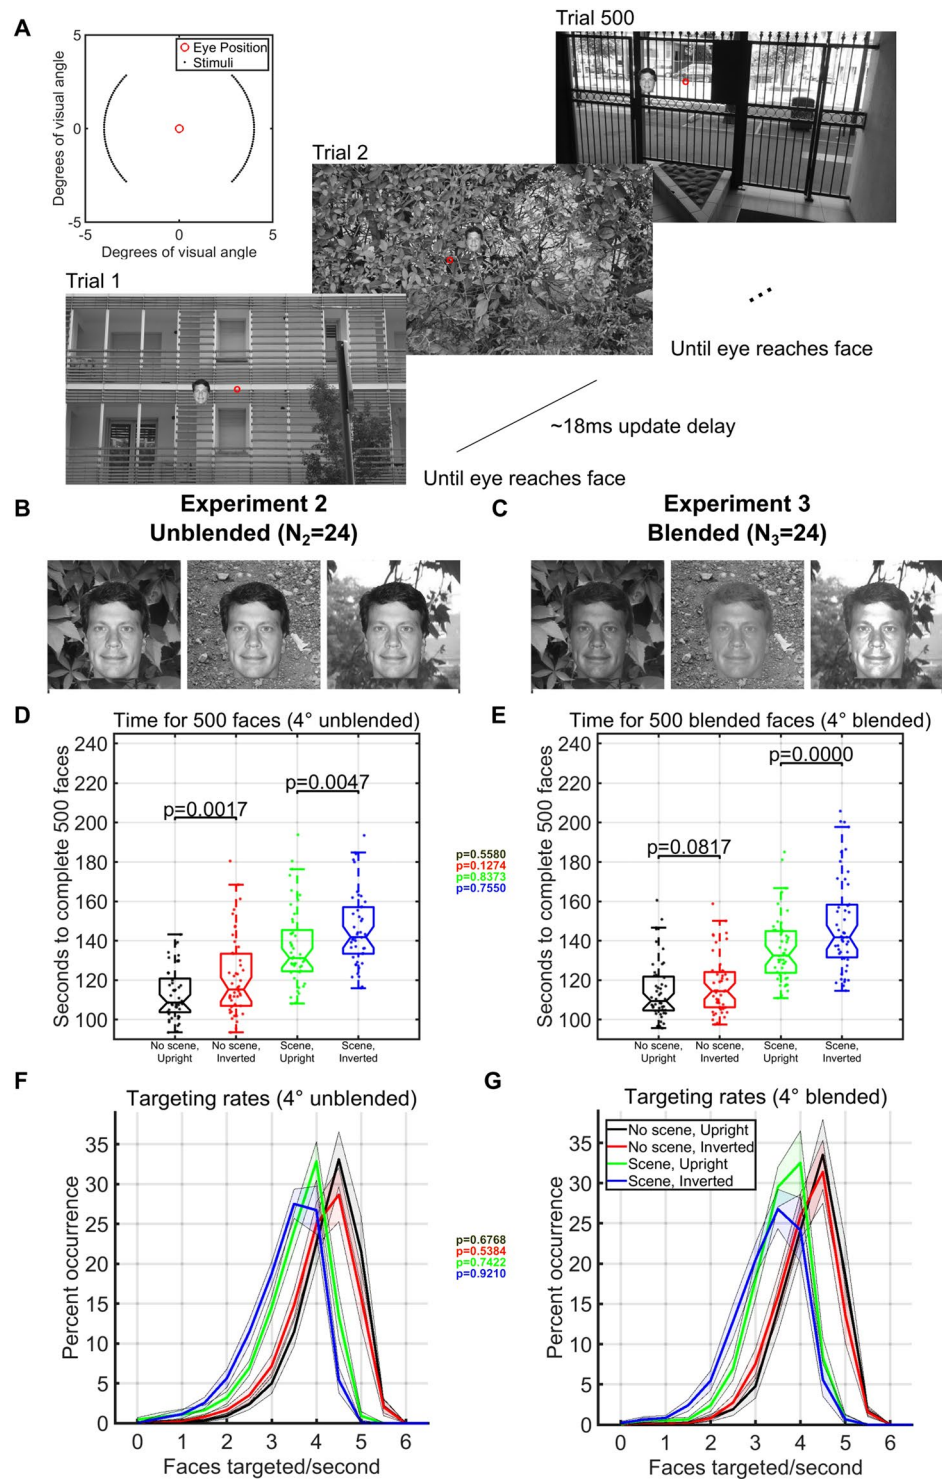 A
Trial 500
5
Eye Position
Stimuli
Degrees of visual angle
0
-5
-5 0 5
Degrees of visual angle
Trial 2
Trial 1
Until eye reaches face
~18ms update delay
Until eye reaches face
B
Experiment 2
Unblended (N₂=24)
C
Experiment 3
Blended (N₃=24)
D
Time for 500 faces (4° unblended)
Seconds to complete 500 faces
240
220
200
180
160
140
120
100
p=0.0017
p=0.0047
No scene, Upright
No scene, Inverted
Scene, Upright
Scene, Inverted
p=0.5580
p=0.1274
p=0.8373
p=0.7550
E
Time for 500 blended faces (4° blended)
Seconds to complete 500 faces
240
220
200
180
160
140
120
100
p=0.0817
p=0.0000
No scene, Upright
No scene, Inverted
Scene, Upright
Scene, Inverted
F
Targeting rates (4° unblended)
Percent occurrence
35
30
25
20
15
10
5
0
0 1 2 3 4 5 6
Faces targeted/second
p=0.6768
p=0.5384
p=0.7422
p=0.9210
G
Targeting rates (4° blended)
No scene, Upright
No scene, Inverted
Scene, Upright
Scene, Inverted
Percent occurrence
35
30
25
20
15
10
5
0
0 1 2 3 4 5 6
Faces targeted/second